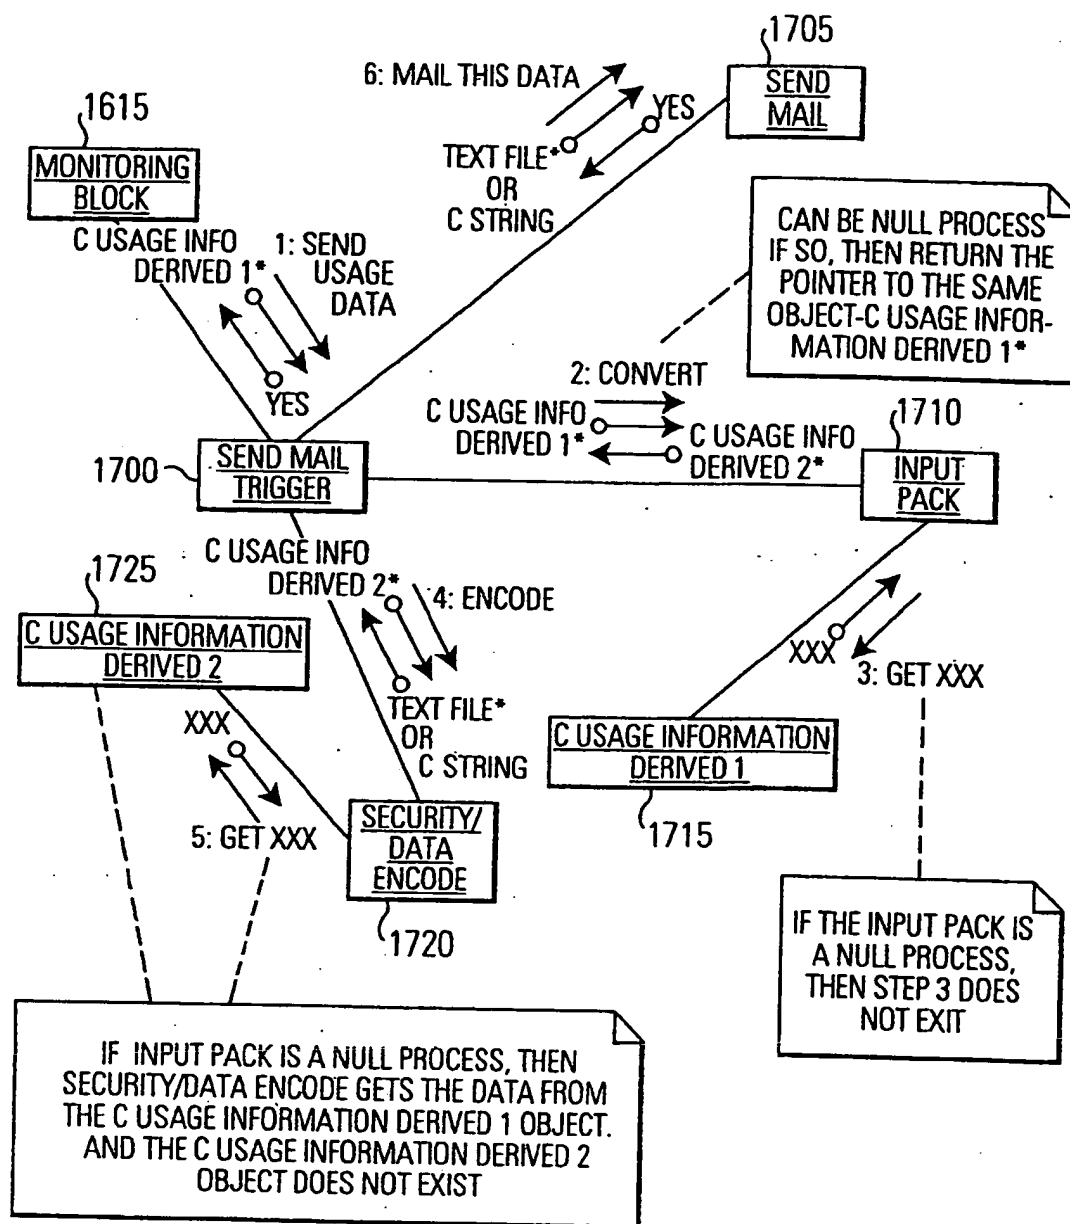 1705
6: MAIL THIS DATA
SEND
MAIL
YES
TEXT FILE*
OR
C STRING
1615
MONITORING
BLOCK
C USAGE INFO
DERIVED 1*
1: SEND
USAGE
DATA
YES
CAN BE NULL PROCESS
IF SO, THEN RETURN THE
POINTER TO THE SAME
OBJECT-C USAGE INFOR-
MATION DERIVED 1*
2: CONVERT
C USAGE INFO
DERIVED 1*
C USAGE INFO
DERIVED 2*
1710
INPUT
PACK
1700
SEND MAIL
TRIGGER
C USAGE INFO
DERIVED 2*
4: ENCODE
TEXT FILE*
OR
C STRING
1725
C USAGE INFORMATION
DERIVED 2
XXX
5: GET XXX
XXX
3: GET XXX
C USAGE INFORMATION
DERIVED 1
1715
SECURITY/
DATA
ENCODE
1720
IF THE INPUT PACK IS
A NULL PROCESS,
THEN STEP 3 DOES
NOT EXIT
IF INPUT PACK IS A NULL PROCESS, THEN
SECURITY/DATA ENCODE GETS THE DATA FROM
THE C USAGE INFORMATION DERIVED 1 OBJECT.
AND THE C USAGE INFORMATION DERIVED 2
OBJECT DOES NOT EXIST